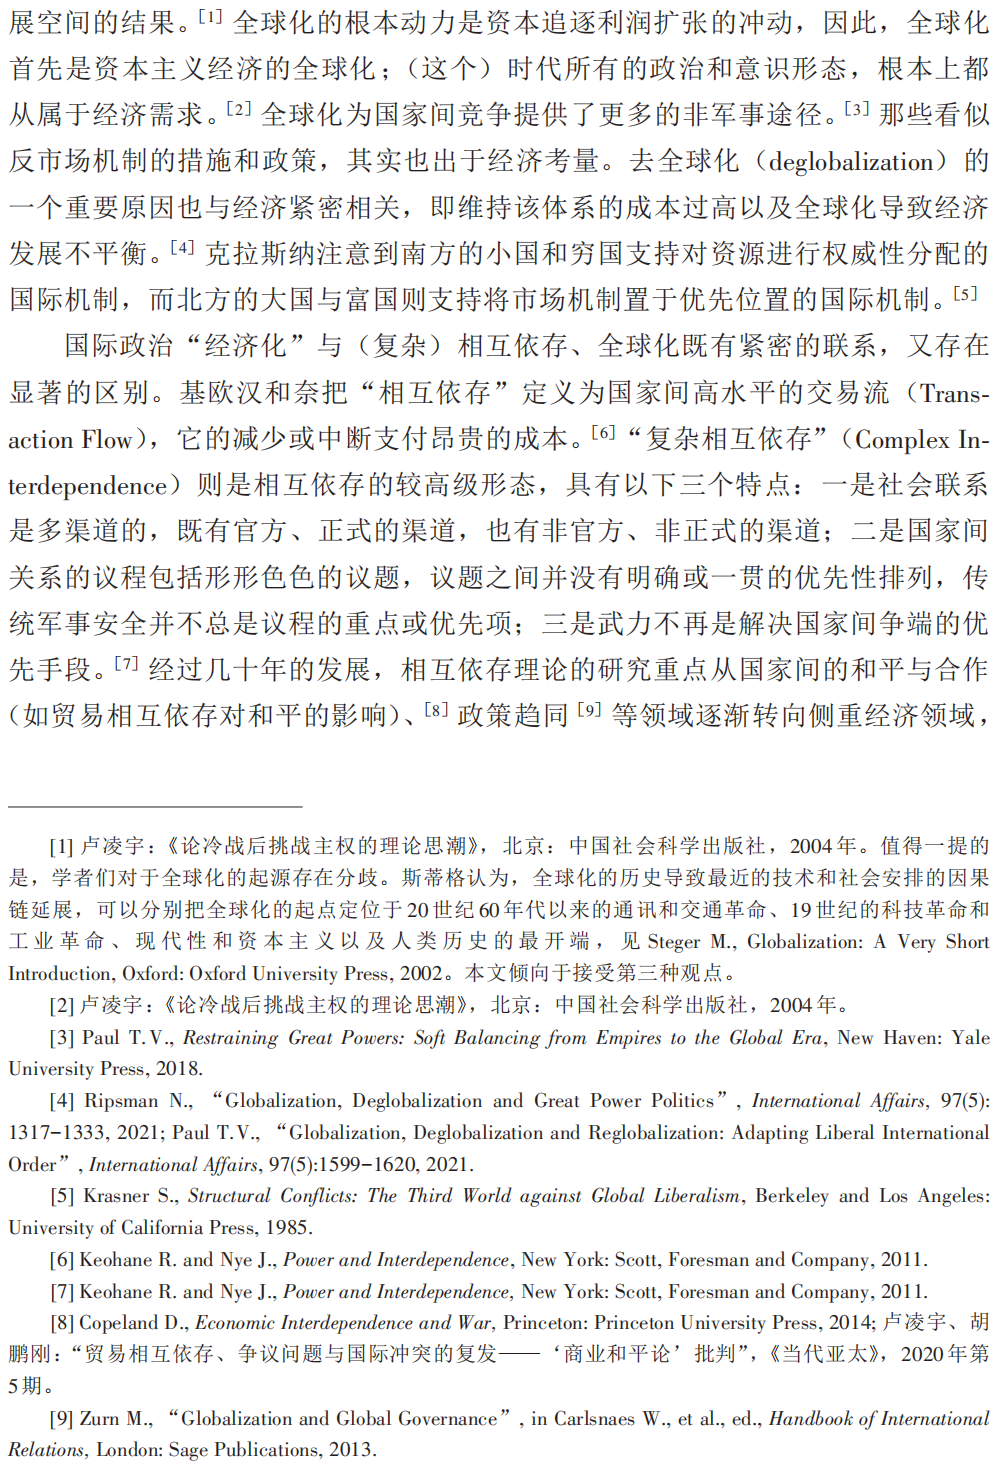 展空间的结果。[1] 全球化的根本动力是资本追逐利润扩张的冲动，因此，全球化
首先是资本主义经济的全球化；（这个）时代所有的政治和意识形态，根本上都
从属于经济需求。[2] 全球化为国家间竞争提供了更多的非军事途径。[3] 那些看似
反市场机制的措施和政策，其实也出于经济考量。去全球化（deglobalization）的
一个重要原因也与经济紧密相关，即维持该体系的成本过高以及全球化导致经济
发展不平衡。[4] 克拉斯纳注意到南方的小国和穷国支持对资源进行权威性分配的
国际机制，而北方的大国与富国则支持将市场机制置于优先位置的国际机制。[5]
国际政治“经济化”与（复杂）相互依存、全球化既有紧密的联系，又存在
显著的区别。基欧汉和奈把“相互依存”定义为国家间高水平的交易流（Trans-
action Flow），它的减少或中断支付昂贵的成本。[6]“复杂相互依存”（Complex In-
terdependence）则是相互依存的较高级形态，具有以下三个特点：一是社会联系
是多渠道的，既有官方、正式的渠道，也有非官方、非正式的渠道；二是国家间
关系的议程包括形形色色的议题，议题之间并没有明确或一贯的优先性排列，传
统军事安全并不总是议程的重点或优先项；三是武力不再是解决国家间争端的优
先手段。[7] 经过几十年的发展，相互依存理论的研究重点从国家间的和平与合作
（如贸易相互依存对和平的影响）、[8] 政策趋同 [9] 等领域逐渐转向侧重经济领域，
[1] 卢凌宇：《论冷战后挑战主权的理论思潮》，北京：中国社会科学出版社，2004年。值得一提的
是，学者们对于全球化的起源存在分歧。斯蒂格认为，全球化的历史导致最近的技术和社会安排的因果
链延展，可以分别把全球化的起点定位于20世纪60年代以来的通讯和交通革命、19世纪的科技革命和
工业革命、现代性和资本主义以及人类历史的最开端，见 Steger M., Globalization: A Very Short
Introduction, Oxford: Oxford University Press, 2002。本文倾向于接受第三种观点。
[2] 卢凌宇：《论冷战后挑战主权的理论思潮》，北京：中国社会科学出版社，2004年。
[3] Paul T.V., Restraining Great Powers: Soft Balancing from Empires to the Global Era, New Haven: Yale
University Press, 2018.
[4] Ripsman N., “Globalization, Deglobalization and Great Power Politics”, International Affairs, 97(5):
1317-1333, 2021; Paul T.V., “Globalization, Deglobalization and Reglobalization: Adapting Liberal International
Order”, International Affairs, 97(5):1599-1620, 2021.
[5] Krasner S., Structural Conflicts: The Third World against Global Liberalism, Berkeley and Los Angeles:
University of California Press, 1985.
[6] Keohane R. and Nye J., Power and Interdependence, New York: Scott, Foresman and Company, 2011.
[7] Keohane R. and Nye J., Power and Interdependence, New York: Scott, Foresman and Company, 2011.
[8] Copeland D., Economic Interdependence and War, Princeton: Princeton University Press, 2014; 卢凌宇、胡
鹏刚：“贸易相互依存、争议问题与国际冲突的复发——‘商业和平论’批判”，《当代亚太》，2020年第
5期。
[9] Zurn M., “Globalization and Global Governance”, in Carlsnaes W., et al., ed., Handbook of International
Relations, London: Sage Publications, 2013.